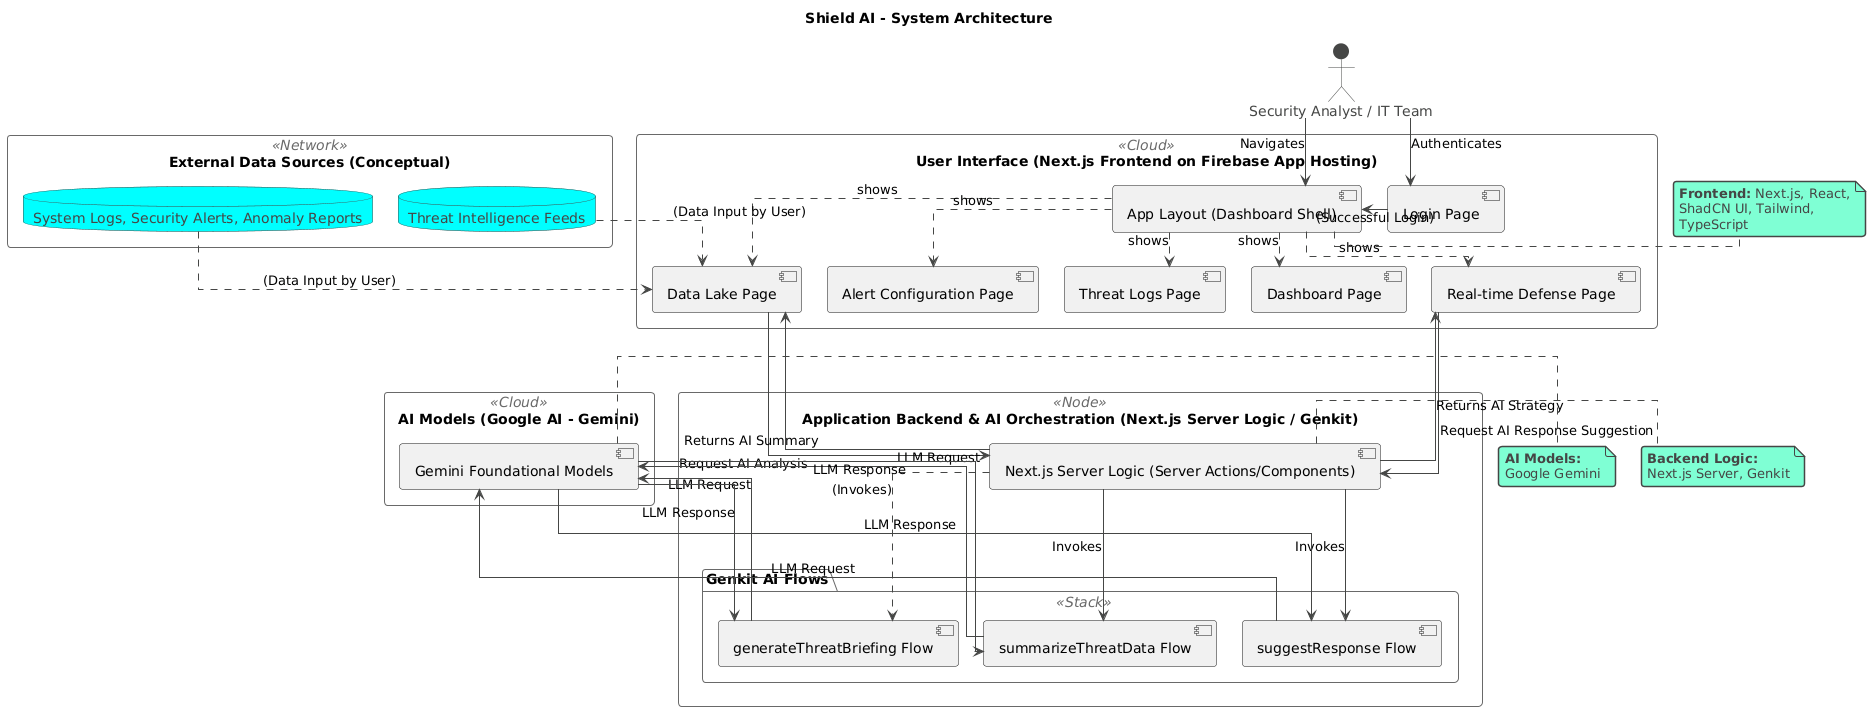 Shield AI - System Architecture
Security Analyst / IT Team
Navigates
Authenticates
«Network»
External Data Sources (Conceptual)
System Logs, Security Alerts, Anomaly Reports
Threat Intelligence Feeds
«Cloud»
User Interface (Next.js Frontend on Firebase App Hosting)
App Layout (Dashboard Shell)
Login Page
(Successful Login)
Frontend: Next.js, React,
ShadCN UI, Tailwind,
TypeScript
shows
shows
(Data Input by User)
shows
shows
shows
(Data Input by User)
Data Lake Page
Alert Configuration Page
Threat Logs Page
Dashboard Page
Real-time Defense Page
«Cloud»
AI Models (Google AI - Gemini)
Gemini Foundational Models
«Node»
Application Backend & AI Orchestration (Next.js Server Logic / Genkit)
Next.js Server Logic (Server Actions/Components)
Returns AI Strategy
Request AI Response Suggestion
AI Models:
Google Gemini
Backend Logic:
Next.js Server, Genkit
Returns AI Summary
Request AI Analysis
LLM Request
LLM Response
LLM Request
(Invokes)
LLM Response
LLM Response
Invokes
Invokes
LLM Request
Genkit AI Flows
«Stack»
generateThreatBriefing Flow
summarizeThreatData Flow
suggestResponse Flow